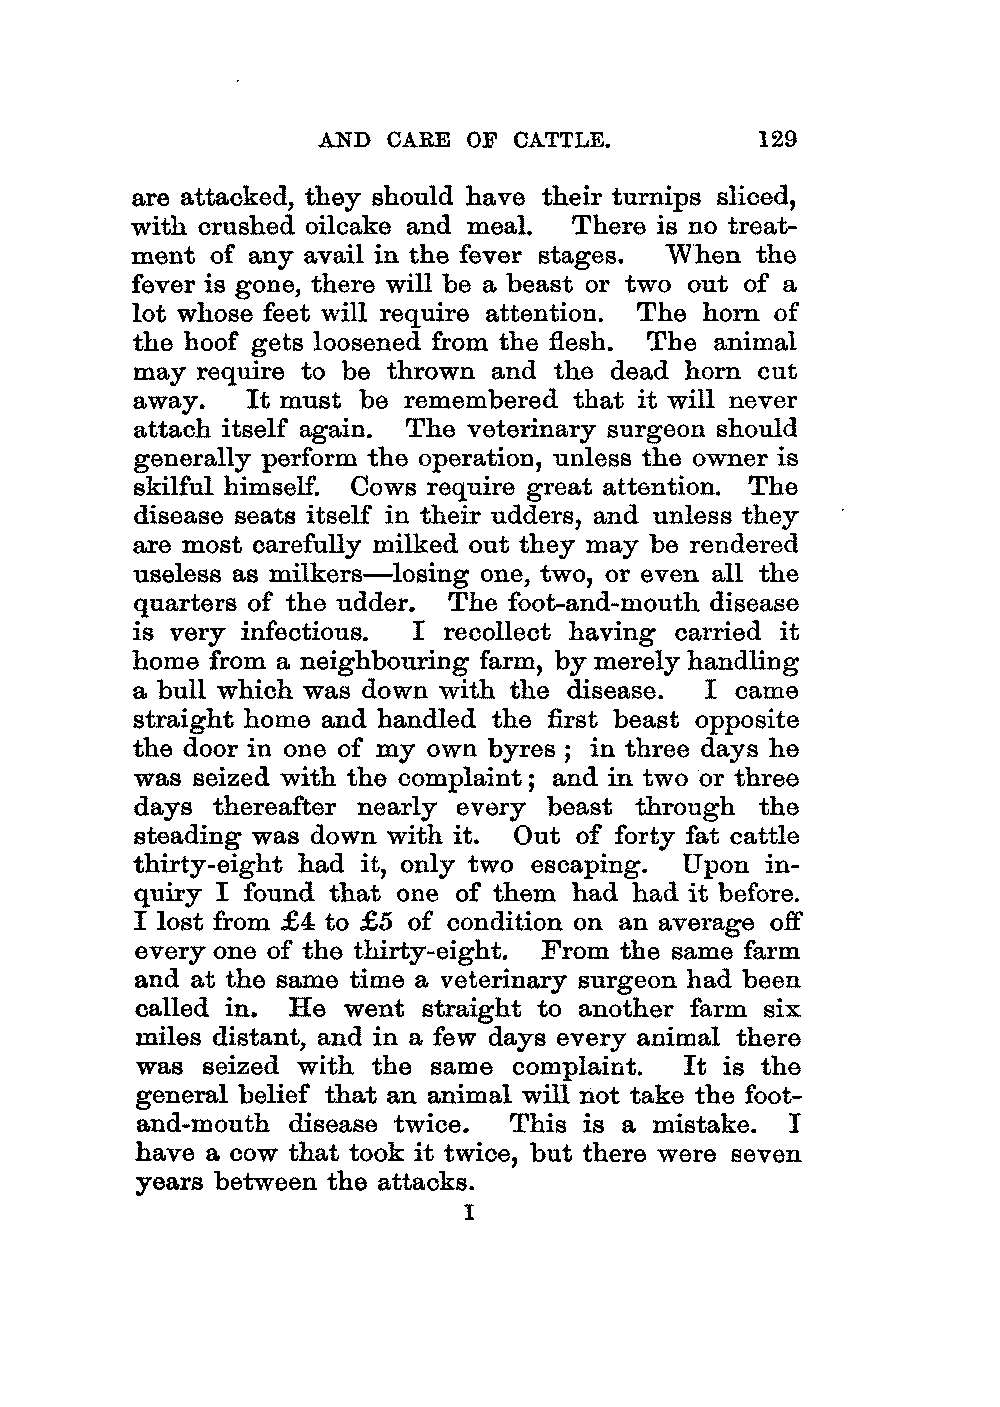 AND CARE OF CATTLE. 129
are attacked, they should have their turnips sliced,
with crushed oilcake and meal. There is no treat-
ment of any avail in the fever stages. When the
fever is gone, there will be a beast or two out of a
lot whose feet will require attention. The horn of
the hoof gets loosened from the flesh. The animal
may require to be thrown and the dead horn cut
away. It must be remembered that it will never
attach itself again. The veterinary surgeon should
generally perform the operation, unless the owner is
skilful himself. Cows require great attention. The
disease seats itself in their udders, and unless they
are most carefully milked out they may be rendered
useless as milkers—losing one, two, or even all the
quarters of the udder. The foot-and-mouth disease
is very infectious. I recollect having carried it
home from a neighbouring farm, by merely handling
a bull which was down with the disease. I came
straight home and handled the first beast opposite
the door in one of my own byres; in three days he
was seized with the complaint; and in two or three
days thereafter nearly every beast through the
steading was down with it. Out of forty fat cattle
thirty-eight had it, only two escaping. Upon in-
quiry I found that one of them had had it before.
I lost from £4 to £5 of condition on an average off
every one of the thirty-eight. From the same farm
and at the same time a veterinary surgeon had been
called in. He went straight to another farm six
miles distant, and in a few days every animal there
was seized with the same complaint. It is the
general belief that an animal will not take the foot-
and-mouth disease twice. This is a mistake. I
have a cow that took it twice, but there were seven
years between the attacks.
I